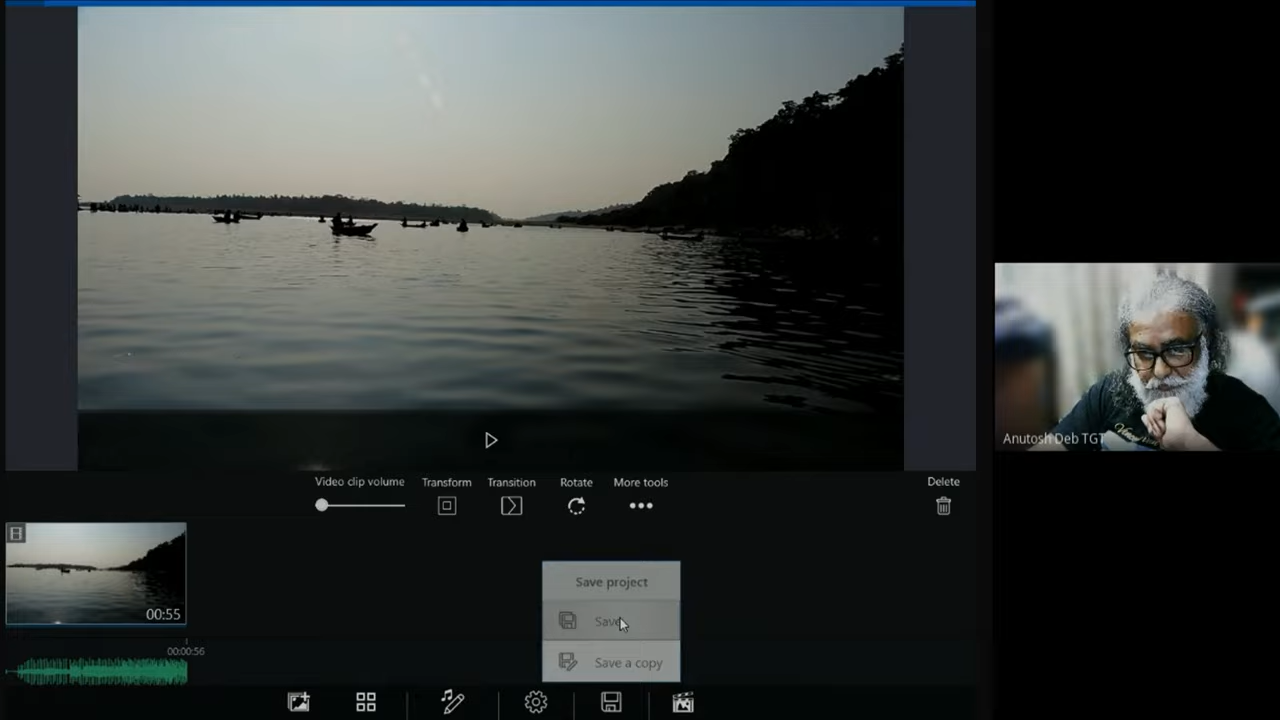 Video clip volume
Transform
Transition
Rotate
More tools
Delete
00:55
00:00:56
Save project
Save
Save a copy
Anutosh Deb TGT